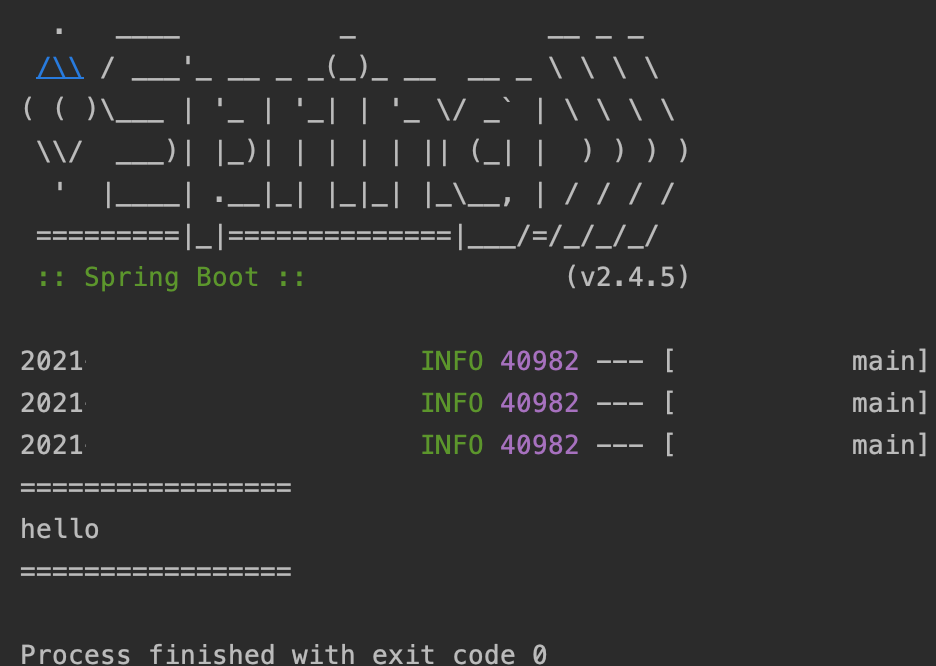 .   ____          _            __ _ _
 /\\ / ___'_ __ _ _(_)_ __  __ _ \ \ \ \
( ( )\___ | '_ | '_| | '_ \/ _` | \ \ \ \
 \\/  ___)| |_)| | | | | || (_| |  ) ) ) )
  '  |____| .__|_| |_|_| |_\__, | / / / /
 =========|_|==============|___/=/_/_/_/
 :: Spring Boot ::                (v2.4.5)
2021                     INFO 40982 --- [           main]
2021                     INFO 40982 --- [           main]
2021                     INFO 40982 --- [           main]
=================
hello
=================
Process finished with exit code 0